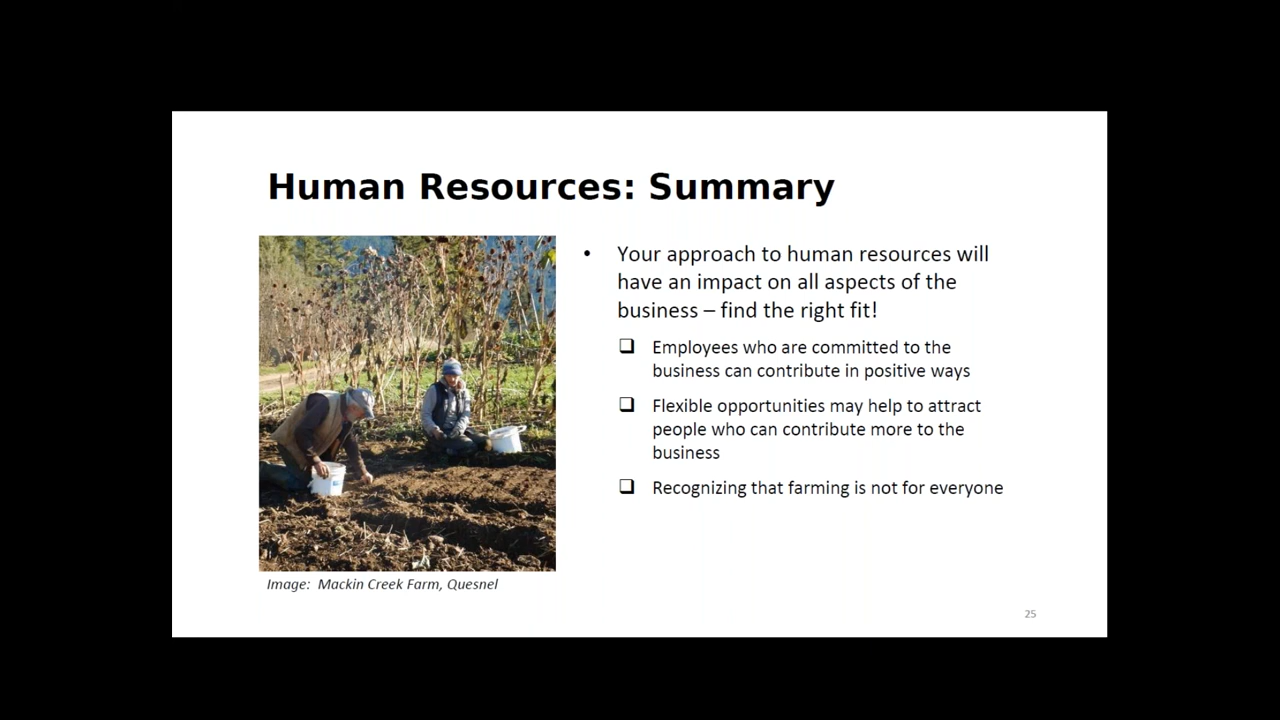 Human Resources: Summary
• Your approach to human resources will
have an impact on all aspects of the
business – find the right fit!
❑ Employees who are committed to the
business can contribute in positive ways
❑ Flexible opportunities may help to attract
people who can contribute more to the
business
❑ Recognizing that farming is not for everyone
Image: Mackin Creek Farm, Quesnel
25